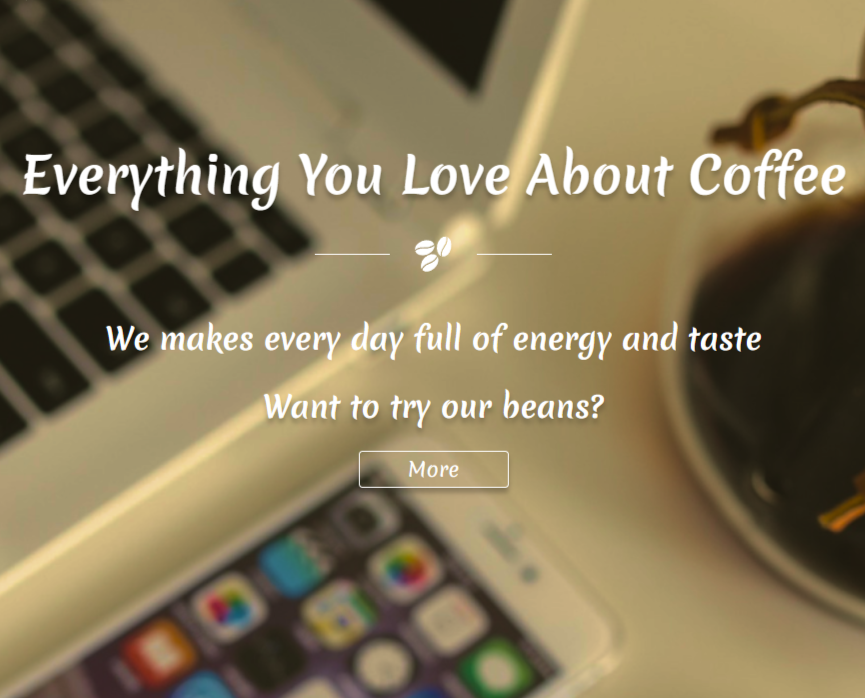 Everything You Love About Coffee
We makes every day full of energy and taste
Want to try our beans?
More